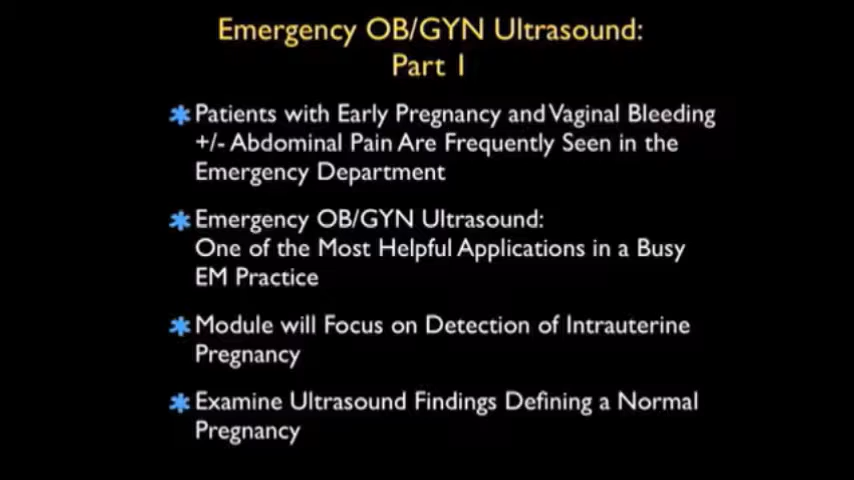 Emergency OB/GYN Ultrasound:
Part 1
* Patients with Early Pregnancy and Vaginal Bleeding
+/- Abdominal Pain Are Frequently Seen in the
Emergency Department
* Emergency OB/GYN Ultrasound:
One of the Most Helpful Applications in a Busy
EM Practice
* Module will Focus on Detection of Intrauterine
Pregnancy
* Examine Ultrasound Findings Defining a Normal
Pregnancy